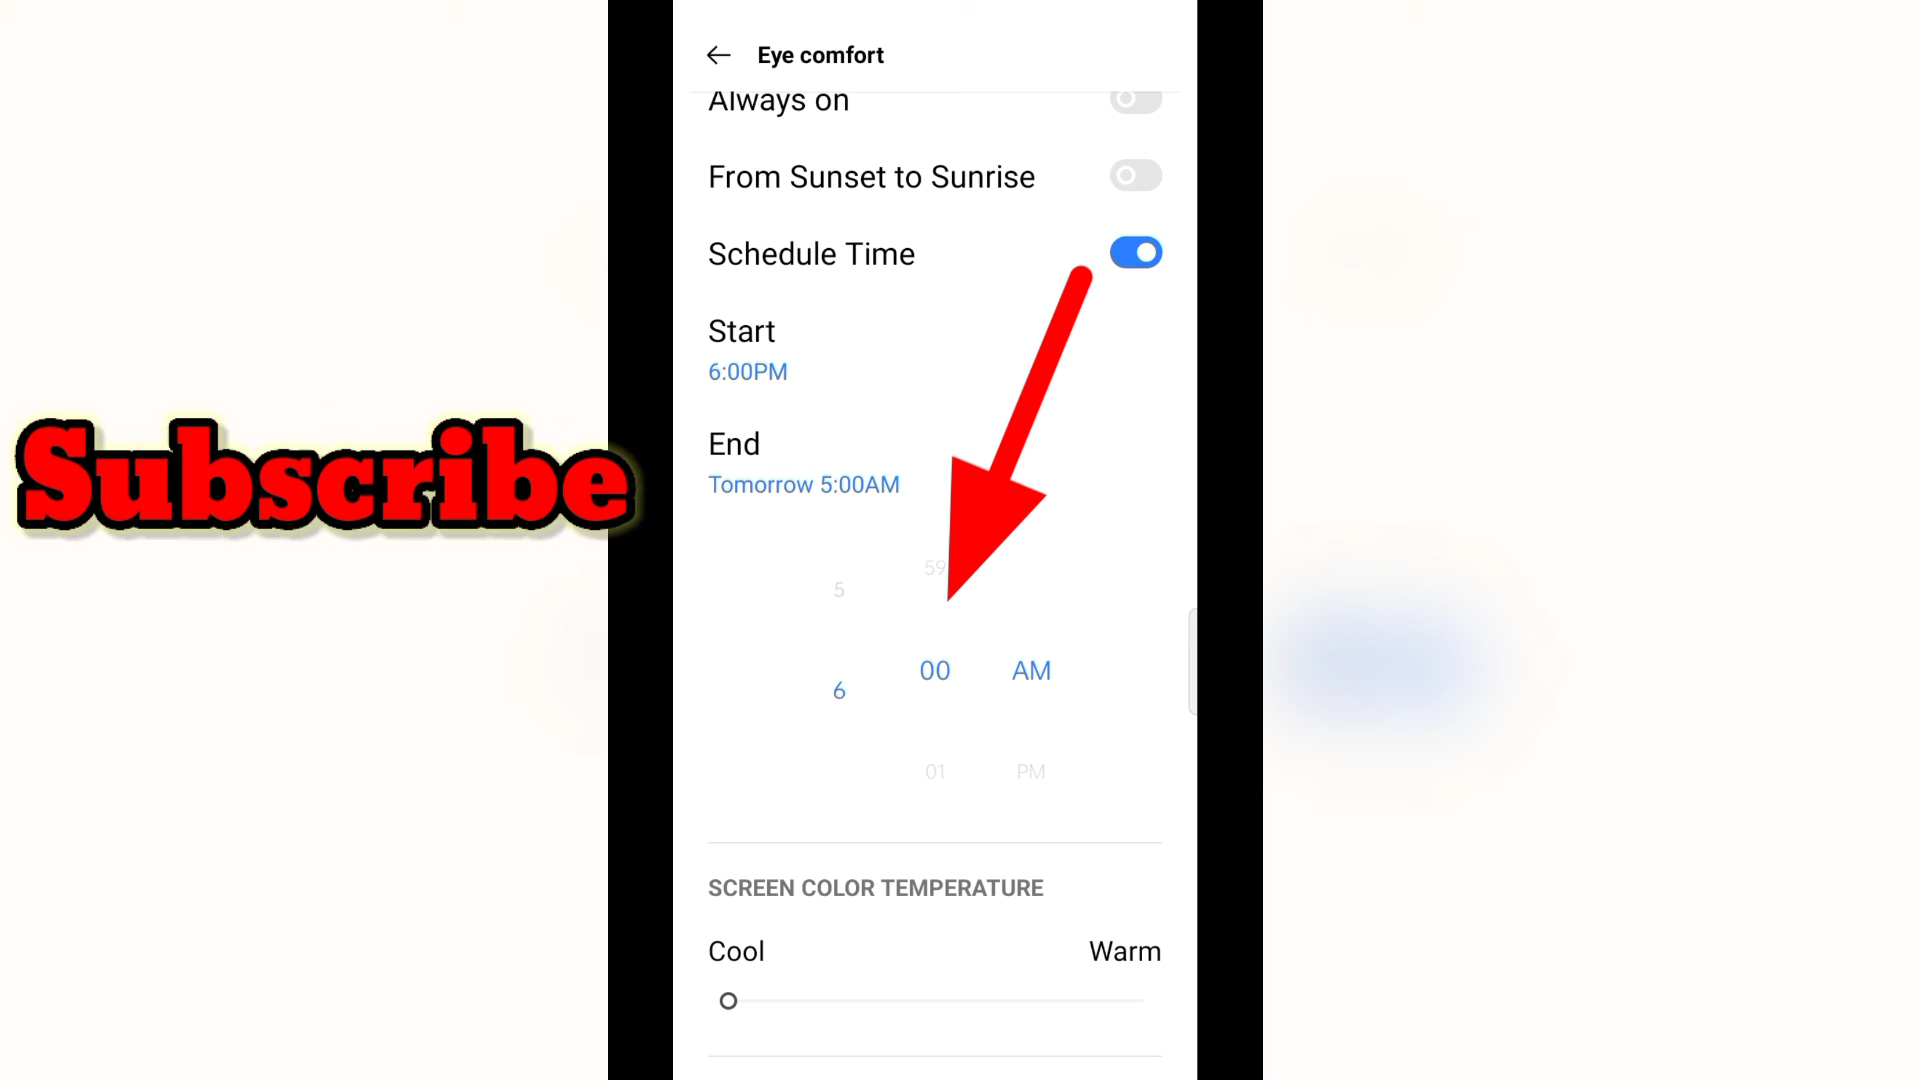 Eye comfort
Always on
From Sunset to Sunrise
Schedule Time
Start
6:00PM
Subscribe
End
Tomorrow 5:00AM
5 59
6 00 AM
01 PM
SCREEN COLOR TEMPERATURE
Cool Warm